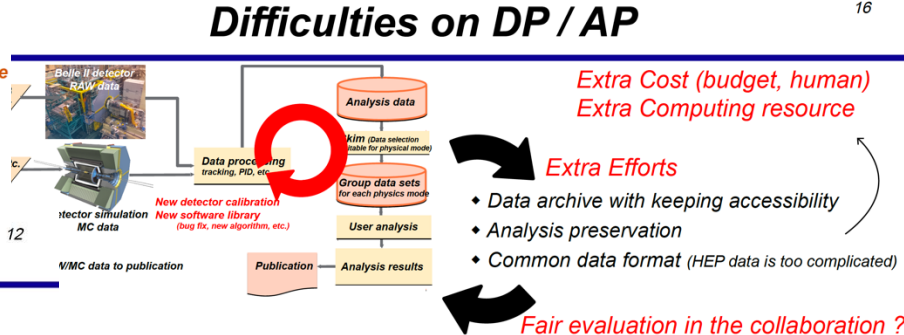 Difficulties on DP / AP
16
e
Belle II detector
RAW data
Analysis data
Skim (Data selection
suitable for physical mode)
tc.
Data processing
tracking, PID, etc.
Group data sets
for each physics mode
etector simulation
MC data
New detector calibration
New software library
(bug fix, new algorithm, etc.)
User analysis
12
W/MC data to publication
Publication
Analysis results
Extra Cost (budget, human)
Extra Computing resource
Extra Efforts
◆ Data archive with keeping accessibility
◆ Analysis preservation
◆ Common data format (HEP data is too complicated)
Fair evaluation in the collaboration ?